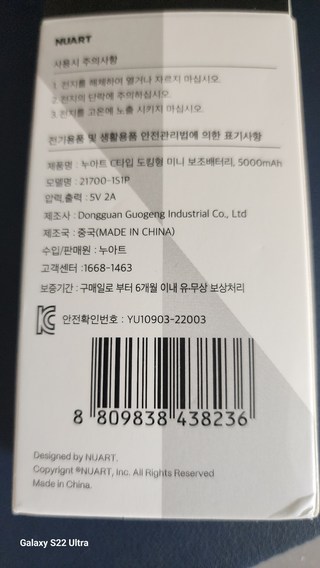 NUART
사용시 주의사항
1. 전지를 해체하여 열거나 자르지 마십시오.
2. 전지의 단락에 주의하십시오.
3. 전지를 고온에 노출 시키지 마십시오.
전기용품 및 생활용품 안전관리법에 의한 표기사항
제품명 : 누아트 C타입 도킹형 미니 보조배터리, 5000mAh
모델명 : 21700-1S1P
입력,출력 : 5V 2A
제조사 : Dongguan Guogeng Industrial Co., Ltd
제조국 : 중국(MADE IN CHINA)
수입/판매원 : 누아트
고객센터 :1668-1463
보증기간 : 구매일로 부터 6개월 이내 유·무상 보상처리
안전확인번호 : YU10903-22003
8 809838 438236
Designed by NUART.
Copyright ®NUART, Inc. All Rights Reserved
Made in China.
Galaxy S22 Ultra